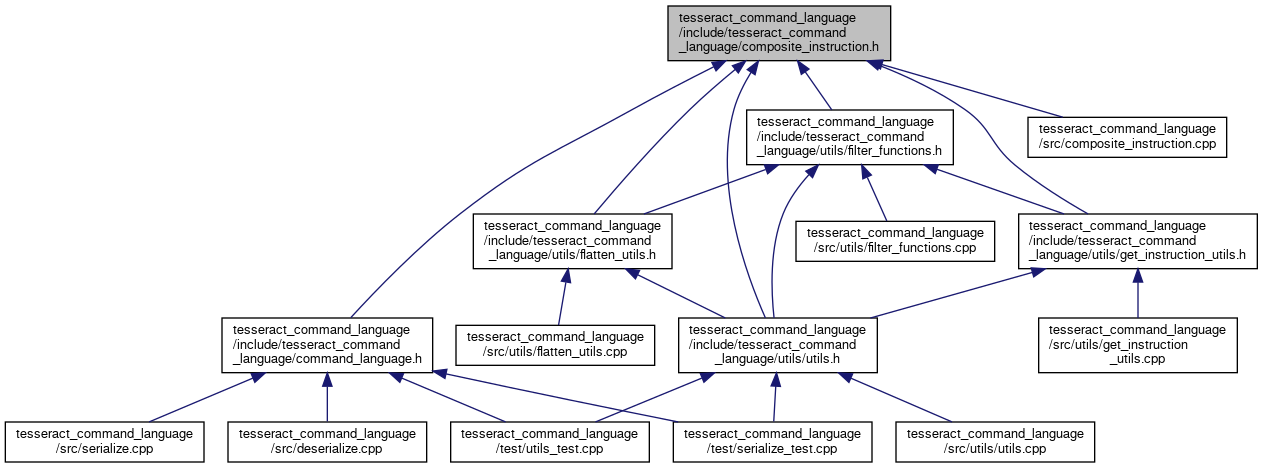 tesseract_command_language
/include/tesseract_command
_language/composite_instruction.h
tesseract_command_language
/include/tesseract_command
_language/utils/filter_functions.h
tesseract_command_language
/src/composite_instruction.cpp
tesseract_command_language
/include/tesseract_command
_language/utils/flatten_utils.h
tesseract_command_language
/src/utils/filter_functions.cpp
tesseract_command_language
/include/tesseract_command
_language/utils/get_instruction_utils.h
tesseract_command_language
/include/tesseract_command
_language/command_language.h
tesseract_command_language
/src/utils/flatten_utils.cpp
tesseract_command_language
/include/tesseract_command
_language/utils/utils.h
tesseract_command_language
/src/utils/get_instruction
_utils.cpp
tesseract_command_language
/src/serialize.cpp
tesseract_command_language
/src/deserialize.cpp
tesseract_command_language
/test/utils_test.cpp
tesseract_command_language
/test/serialize_test.cpp
tesseract_command_language
/src/utils/utils.cpp